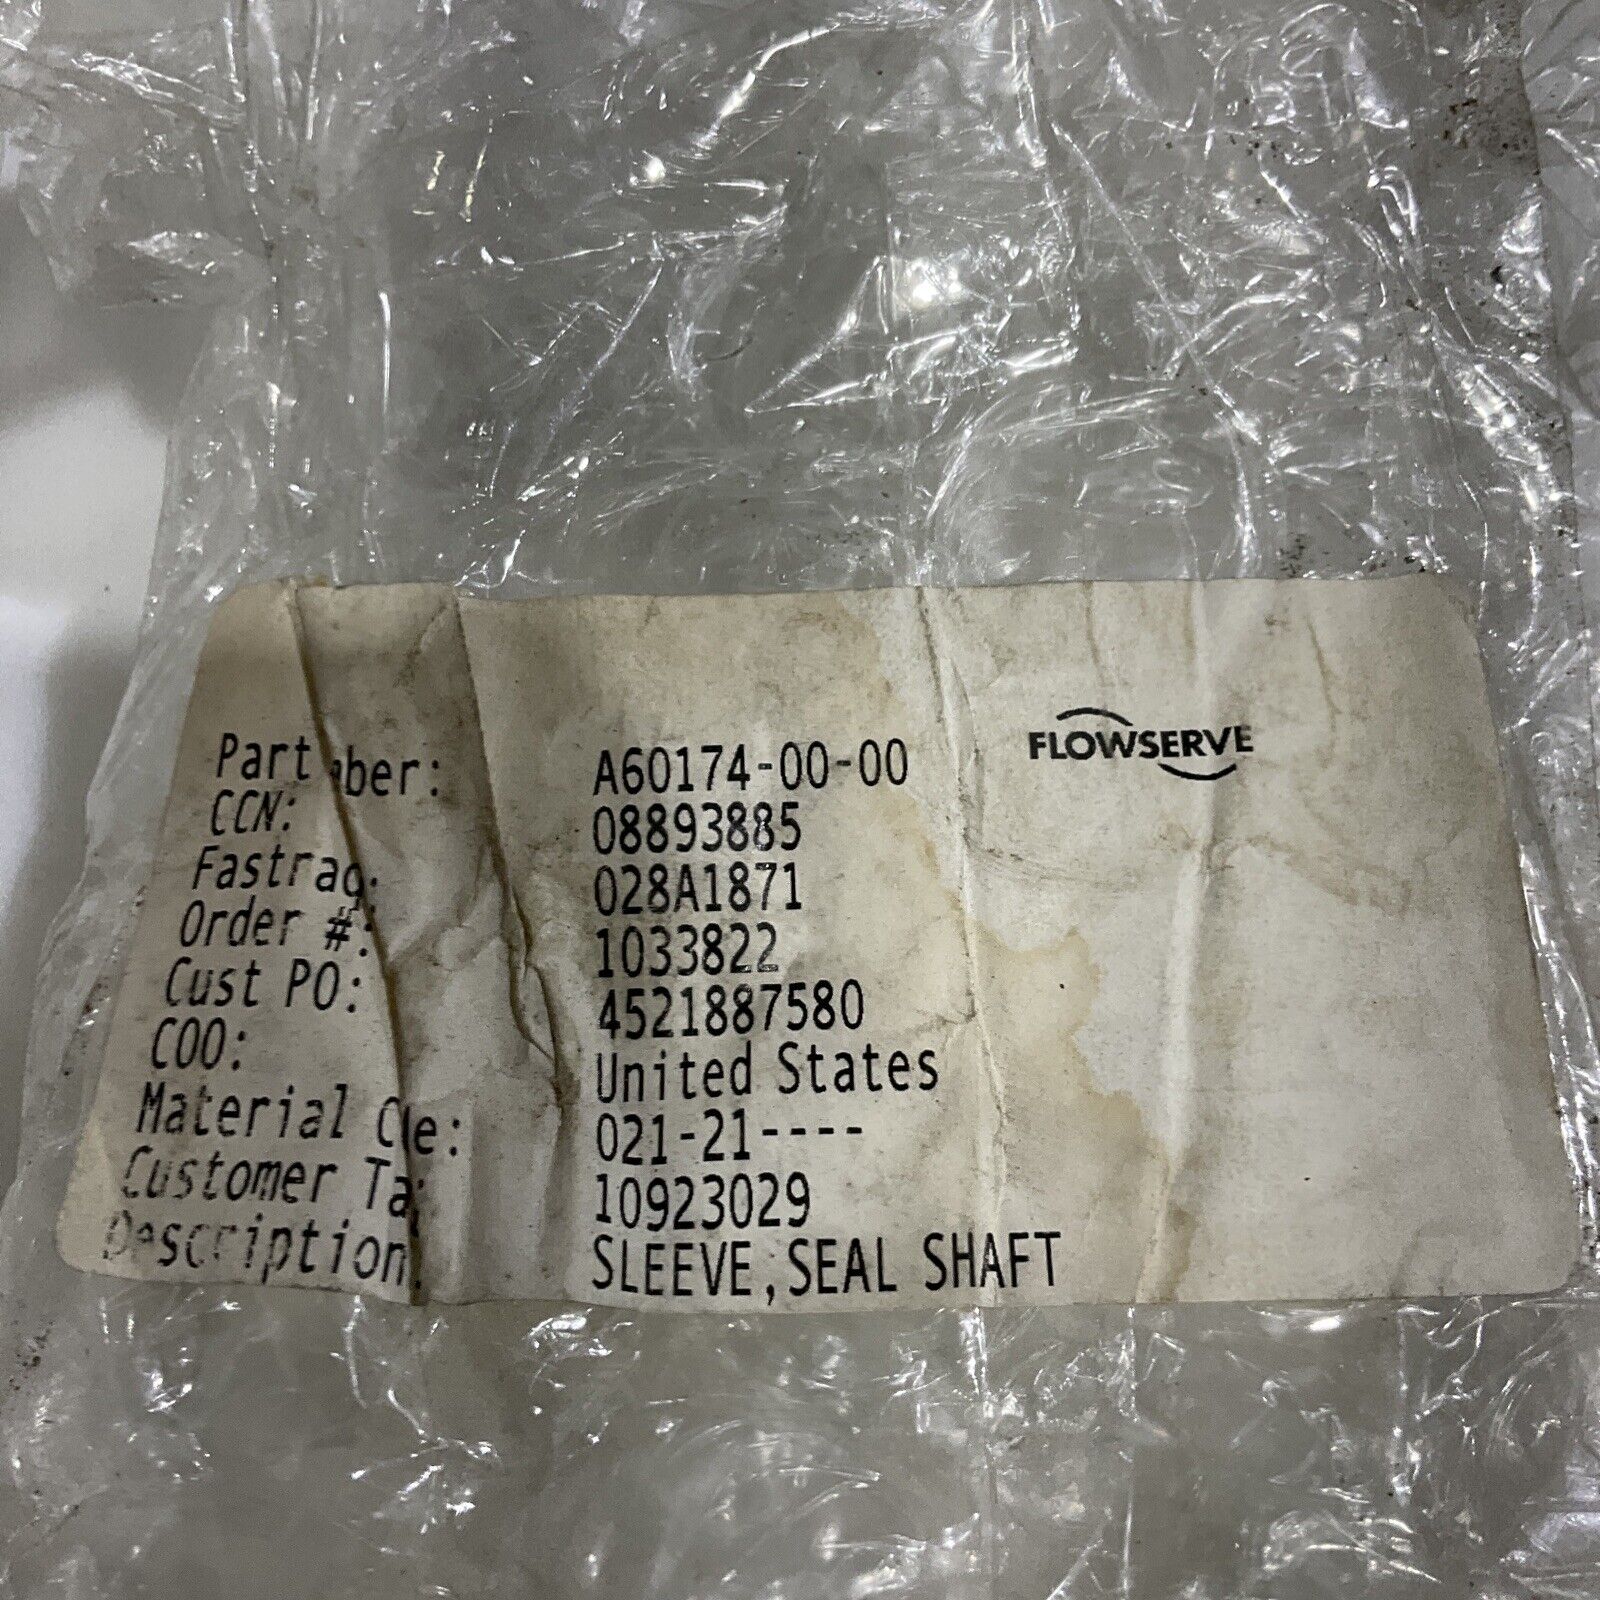 FLOWSERVE
Part ber: A60174-00-00
CCN: 08893885
Fastraq: 028A1871
Order #: 1033822
Cust PO: 4521887580
COO: United States
Material C e: 021-21----
Customer Ta : 10923029
Description: SLEEVE,SEAL SHAFT